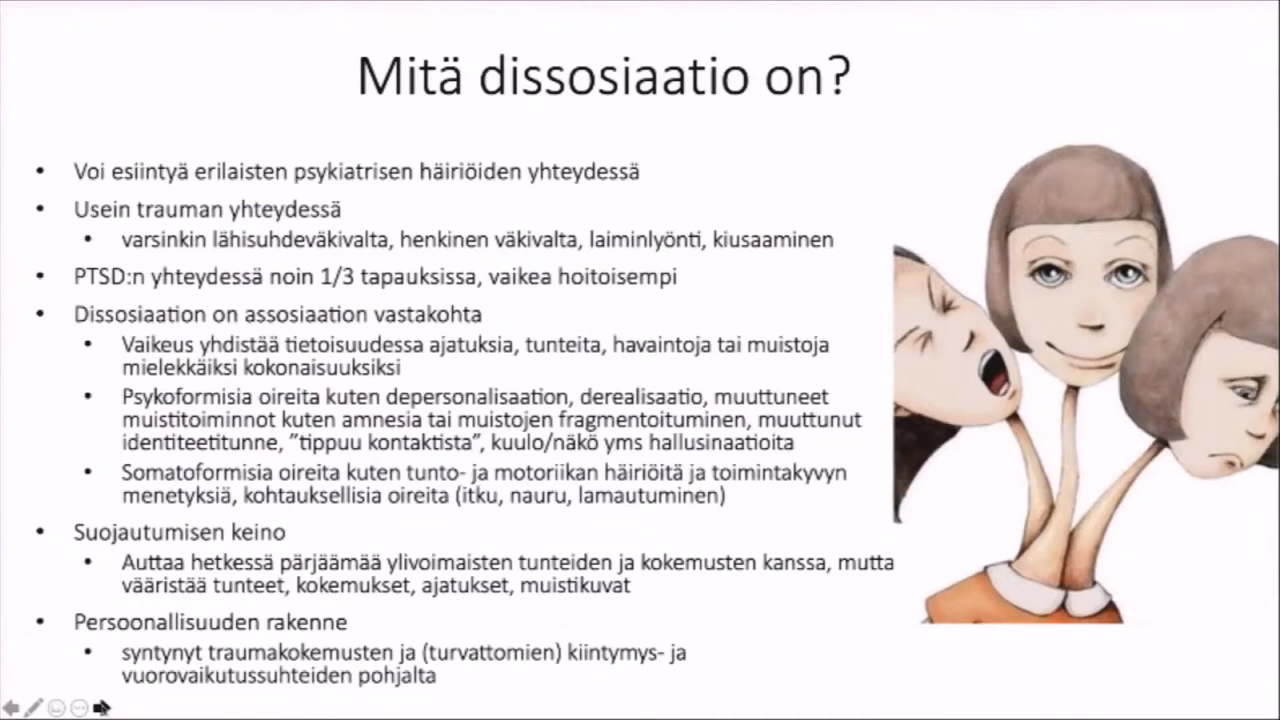 Mitä dissosiaatio on?
• Voi esiintyä erilaisten psykiatrisen häiriöiden yhteydessä
• Usein trauman yhteydessä
• varsinkin lähisuhdeväkivalta, henkinen väkivalta, laiminlyönti, kiusaaminen
• PTSD:n yhteydessä noin 1/3 tapauksissa, vaikea hoitoisempi
• Dissosiaation on assosiaation vastakohta
• Vaikeus yhdistää tietoisuudessa ajatuksia, tunteita, havaintoja tai muistoja
mielekkäiksi kokonaisuuksiksi
• Psykoformisia oireita kuten depersonalisaation, derealisaatio, muuttuneet
muistitoiminnot kuten amnesia tai muistojen fragmentoituminen, muuttunut
identiteetitunne, ”tippuu kontaktista”, kuulo/näkö yms hallusinaatioita
• Somatoformisia oireita kuten tunto- ja motoriikan häiriöitä ja toimintakyvyn
menetyksiä, kohtauksellisia oireita (itku, nauru, lamautuminen)
• Suojautumisen keino
• Auttaa hetkessä pärjäämää ylivoimaisten tunteiden ja kokemusten kanssa, mutta
vääristää tunteet, kokemukset, ajatukset, muistikuvat
• Persoonallisuuden rakenne
• syntynyt traumakokemusten ja (turvattomien) kiintymys- ja
vuorovaikutussuhteiden pohjalta